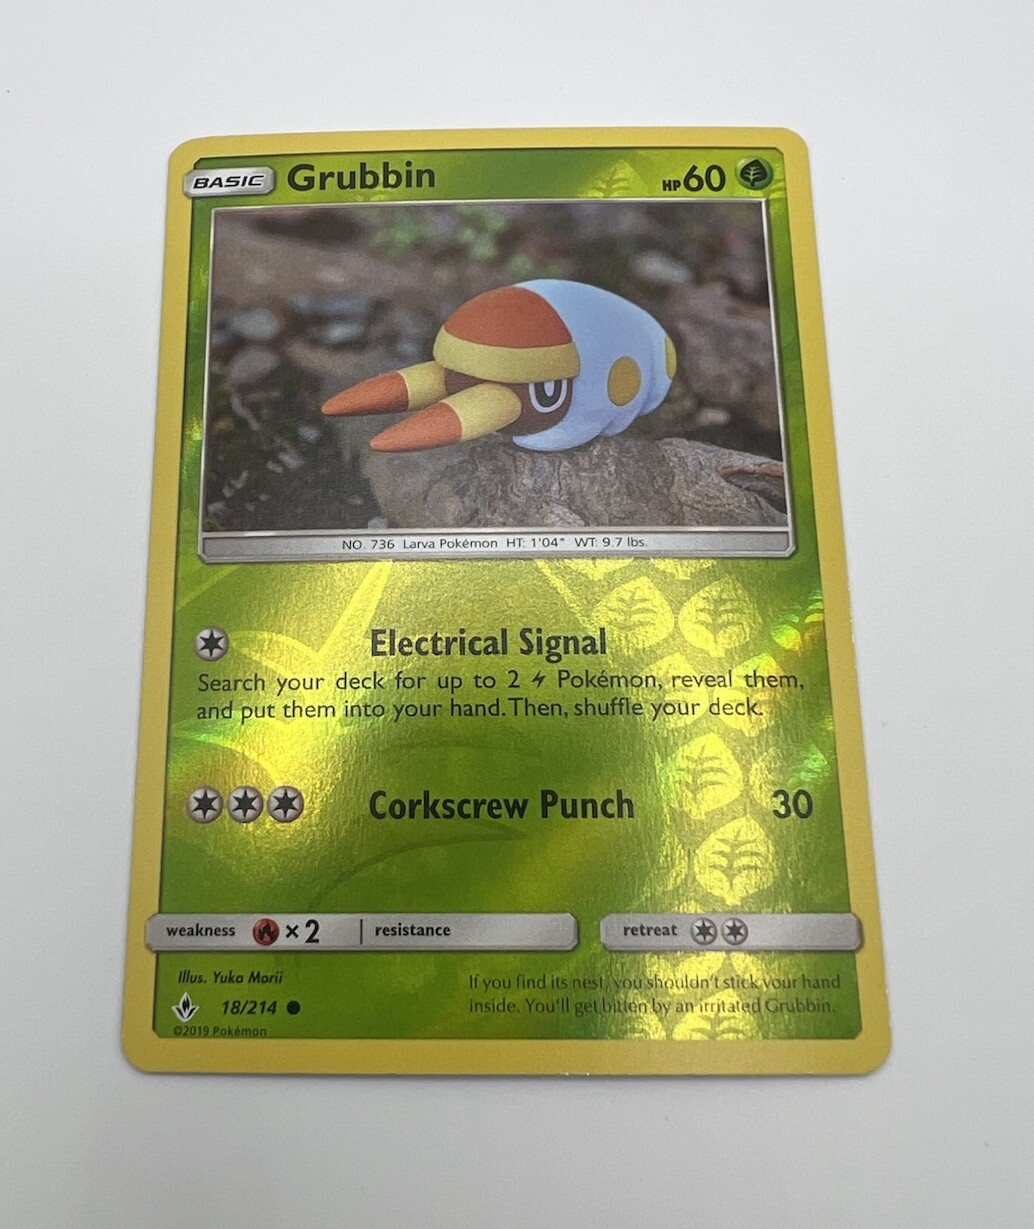 BASIC Grubbin HP 60
NO. 736 Larva Pokémon HT: 1'04" WT: 9.7 lbs.
Electrical Signal
Search your deck for up to 2 Pokémon, reveal them,
and put them into your hand. Then, shuffle your deck.
Corkscrew Punch 30
weakness ×2 resistance retreat
Illus. Yuka Morii
18/214
©2019 Pokémon
If you find its nest, you shouldn't stick your hand
inside. You'll get bitten by an irritated Grubbin.